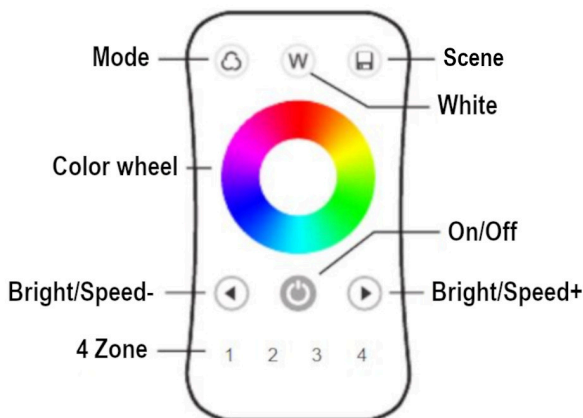 Mode
W
Scene
White
Color wheel
On/Off
Bright/Speed-
Bright/Speed+
4 Zone
1 2 3 4